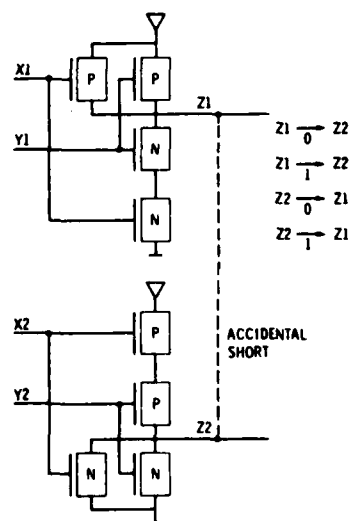 X1
P
P
Z1
Y1
N
N
Z1 0→ Z2
Z1 1→ Z2
Z2 0→ Z1
Z2 1→ Z1
X2
P
ACCIDENTAL
SHORT
Y2
P
Z2
N
N